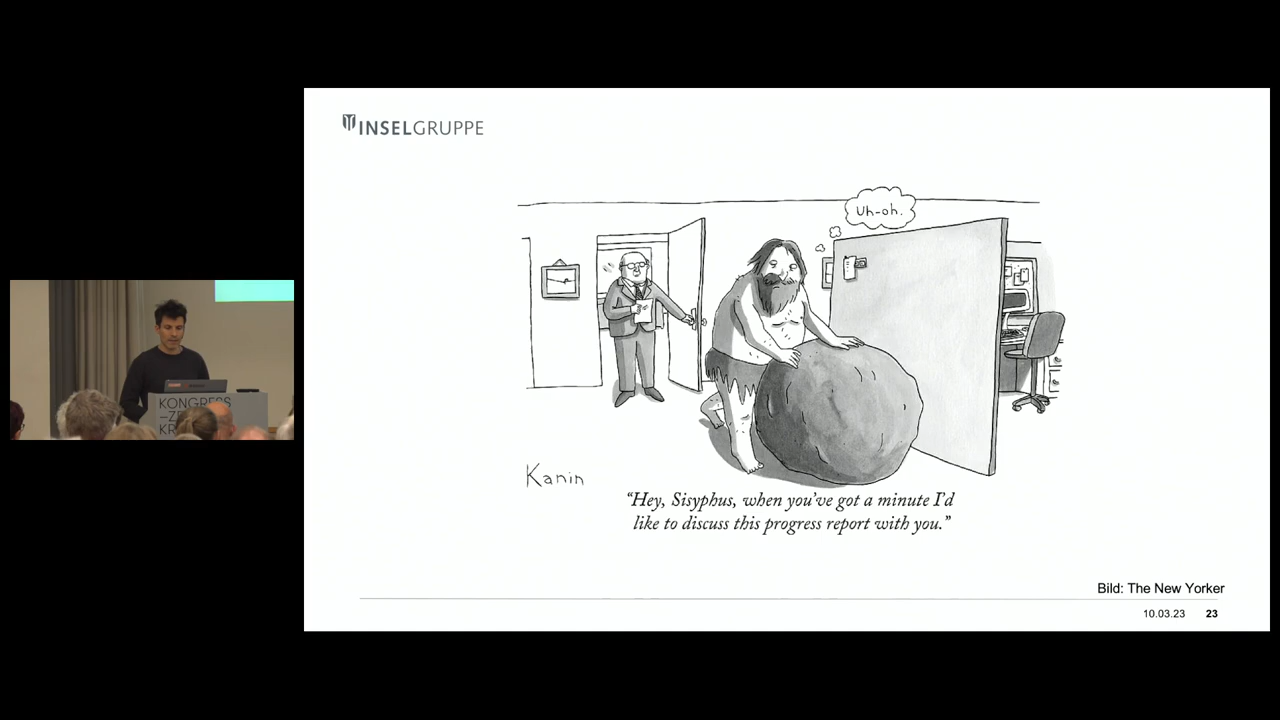 INSELGRUPPE
Uh-oh.
Kanin
“Hey, Sisyphus, when you’ve got a minute I’d
like to discuss this progress report with you.”
Bild: The New Yorker
10.03.23 23
KONGRESS